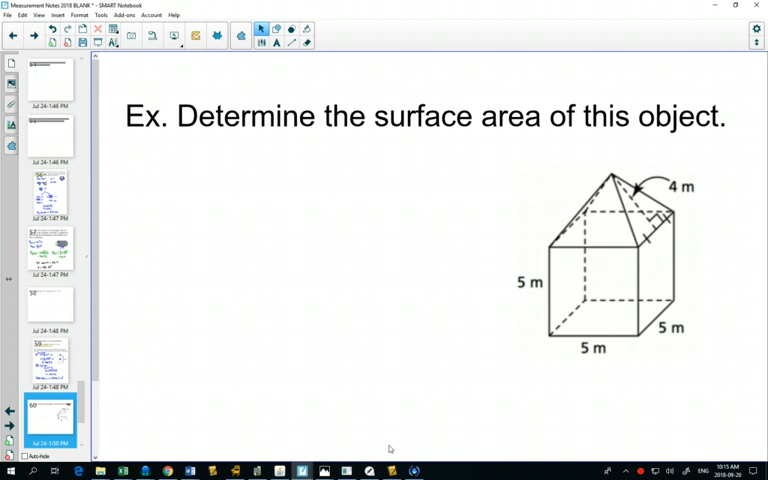 Measurement Notes 2018 BLANK * - SMART Notebook
File Edit View Insert Format Tools Add-ons Account Help
Jul 24-1:46 PM
Jul 24-1:46 PM
Jul 24-1:47 PM
Jul 24-1:47 PM
Jul 24-1:48 PM
Jul 24-1:48 PM
Jul 24-1:50 PM
Auto-hide
Ex. Determine the surface area of this object.
4 m
5 m
5 m
5 m
ENG
10:15 AM
2018-09-20